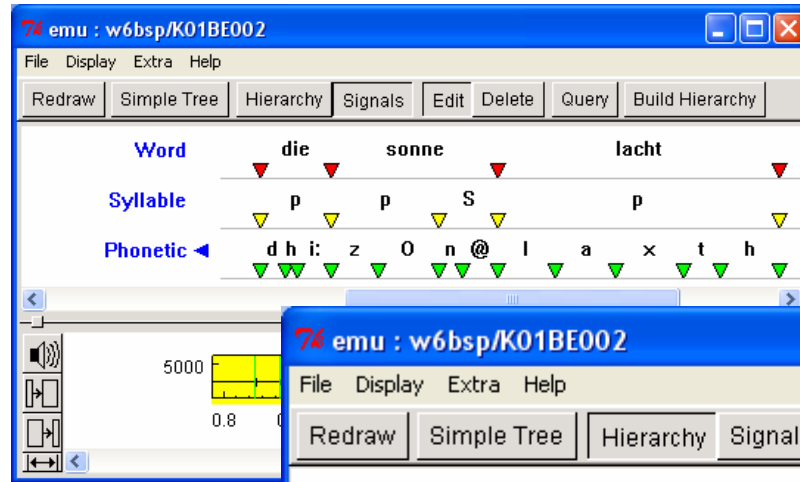 emu : w6bsp/K01BE002
File Display Extra Help
Redraw Simple Tree Hierarchy Signals Edit Delete Query Build Hierarchy
Word die sonne lacht
Syllable p p S p
Phonetic d h i: z O n @ l a x t h
5000
0.8
emu : w6bsp/K01BE002
File Display Extra Help
Redraw Simple Tree Hierarchy Signal